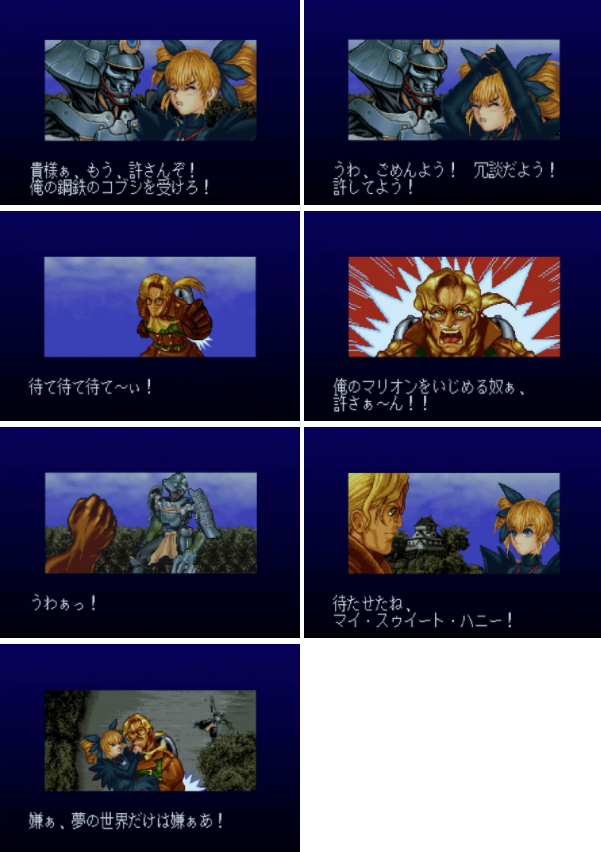 貴様ぁ、もう、許さんぞ！
俺の鋼鉄のコブシを受けろ！
うわ、ごめんよう！　冗談だよう！
許してよう！
待て待て待て～ぃ！
俺のマリオンをいじめる奴ぁ、
許さぁ～ん！！
うわぁっ！
待たせたね、
マイ・スゥイート・ハニー！
嫌ぁ、夢の世界だけは嫌ぁあ！